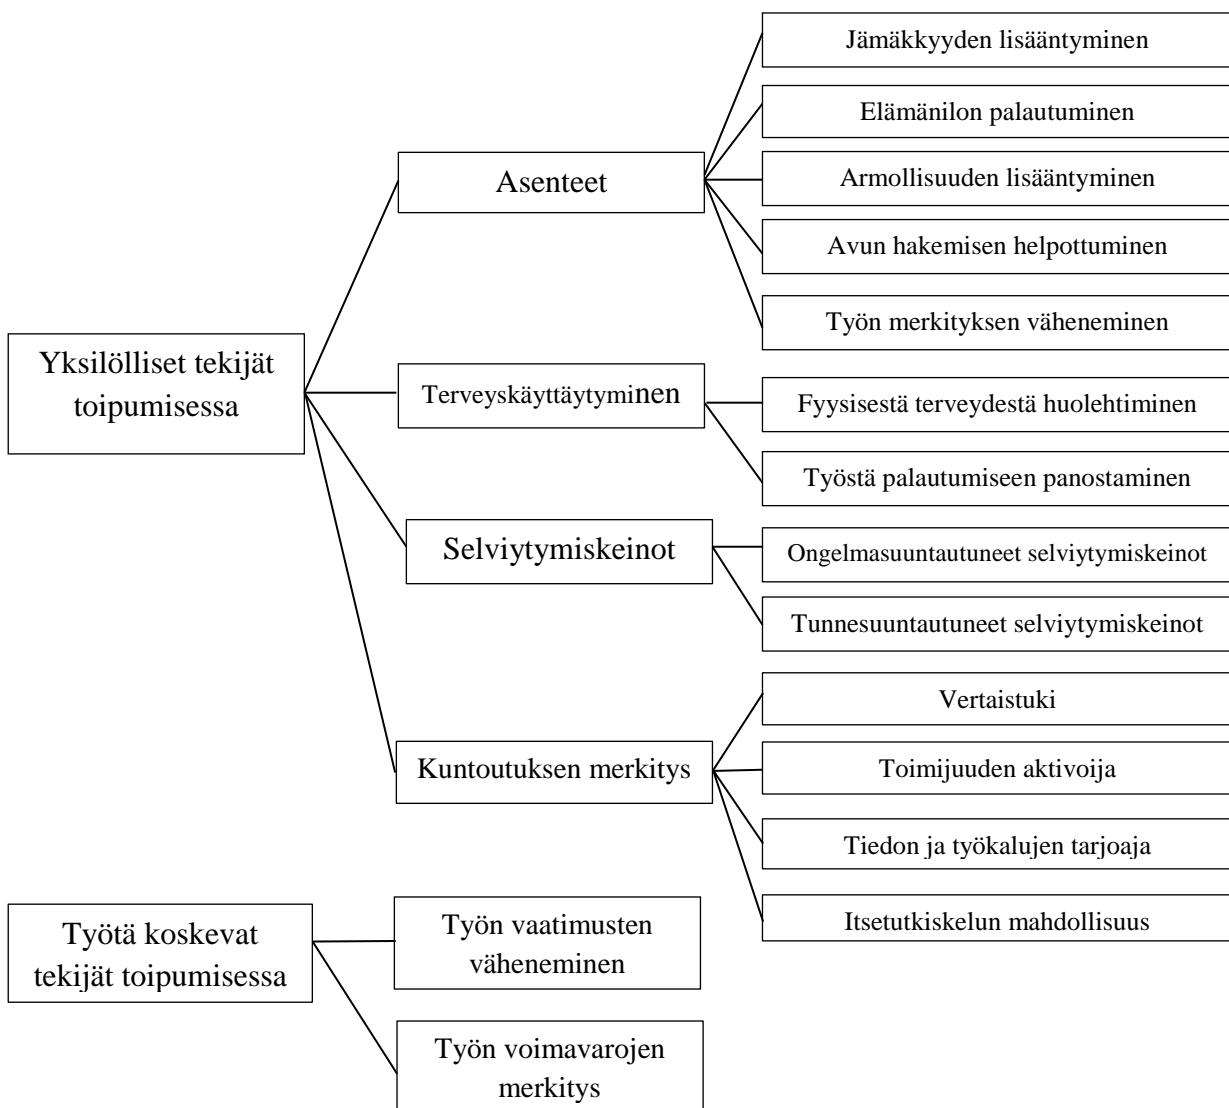 Jämäkkyyden lisääntyminen
Elämänilon palautuminen
Asenteet
Armollisuuden lisääntyminen
Avun hakemisen helpottuminen
Työn merkityksen väheneminen
Yksilölliset tekijät
toipumisessa
Terveyskäyttäytyminen
Fyysisestä terveydestä huolehtiminen
Työstä palautumiseen panostaminen
Selviytymiskeinot
Ongelmasuuntautuneet selviytymiskeinot
Tunnesuuntautuneet selviytymiskeinot
Vertaistuki
Kuntoutuksen merkitys
Toimijuuden aktivoija
Tiedon ja työkalujen tarjoaja
Itsetutkiskelun mahdollisuus
Työtä koskevat
tekijät toipumisessa
Työn vaatimusten
väheneminen
Työn voimavarojen
merkitys